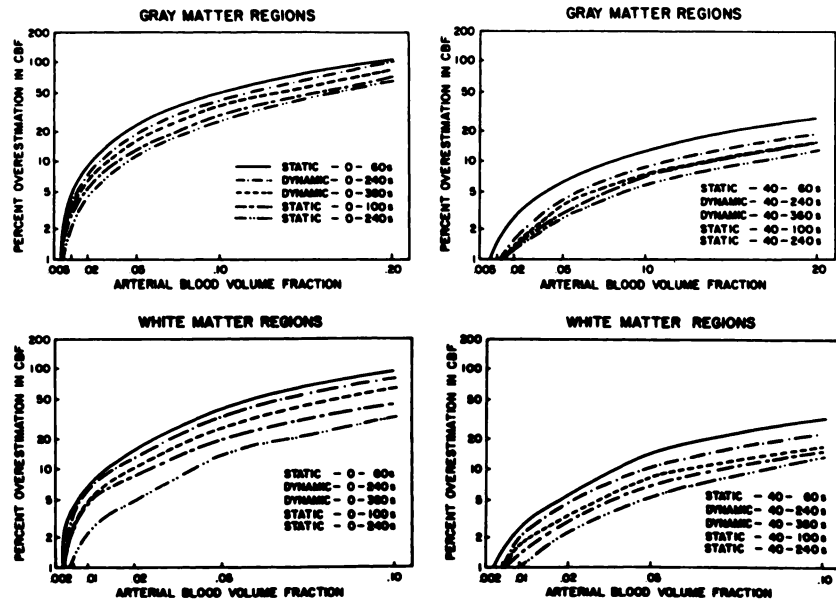 GRAY MATTER REGIONS
PERCENT OVERESTIMATION IN CBF
200
100
50
20
10
5
2
1
STATIC - 0 - 60s
DYNAMIC - 0 - 240s
DYNAMIC - 0 - 360s
STATIC - 0 - 100s
STATIC - 0 - 240s
.005 .02 .05 .10 .20
ARTERIAL BLOOD VOLUME FRACTION
GRAY MATTER REGIONS
PERCENT OVERESTIMATION IN CBF
200
100
50
20
10
5
2
1
STATIC - 40 - 60s
DYNAMIC - 40 - 240s
DYNAMIC - 40 - 360s
STATIC - 40 - 100s
STATIC - 40 - 240s
.005 .02 .05 .10 .20
ARTERIAL BLOOD VOLUME FRACTION
WHITE MATTER REGIONS
PERCENT OVERESTIMATION IN CBF
200
100
50
20
10
5
2
1
STATIC - 0 - 60s
DYNAMIC - 0 - 240s
DYNAMIC - 0 - 360s
STATIC - 0 - 100s
STATIC - 0 - 240s
.002 .01 .02 .05 .10
ARTERIAL BLOOD VOLUME FRACTION
WHITE MATTER REGIONS
PERCENT OVERESTIMATION IN CBF
200
100
50
20
10
5
2
1
STATIC - 40 - 60s
DYNAMIC - 40 - 240s
DYNAMIC - 40 - 360s
STATIC - 40 - 100s
STATIC - 40 - 240s
.002 .01 .02 .05 .10
ARTERIAL BLOOD VOLUME FRACTION